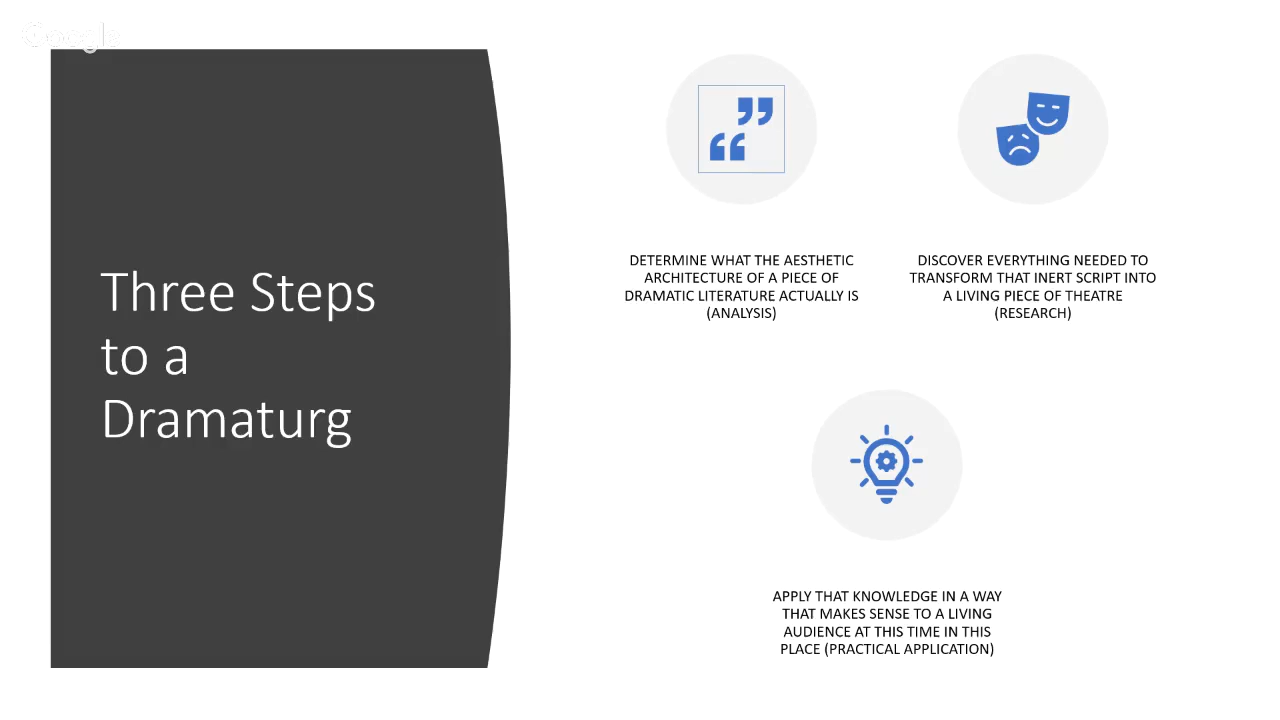 Google
Three Steps
to a
Dramaturg
DETERMINE WHAT THE AESTHETIC
ARCHITECTURE OF A PIECE OF
DRAMATIC LITERATURE ACTUALLY IS
(ANALYSIS)
DISCOVER EVERYTHING NEEDED TO
TRANSFORM THAT INERT SCRIPT INTO
A LIVING PIECE OF THEATRE
(RESEARCH)
APPLY THAT KNOWLEDGE IN A WAY
THAT MAKES SENSE TO A LIVING
AUDIENCE AT THIS TIME IN THIS
PLACE (PRACTICAL APPLICATION)